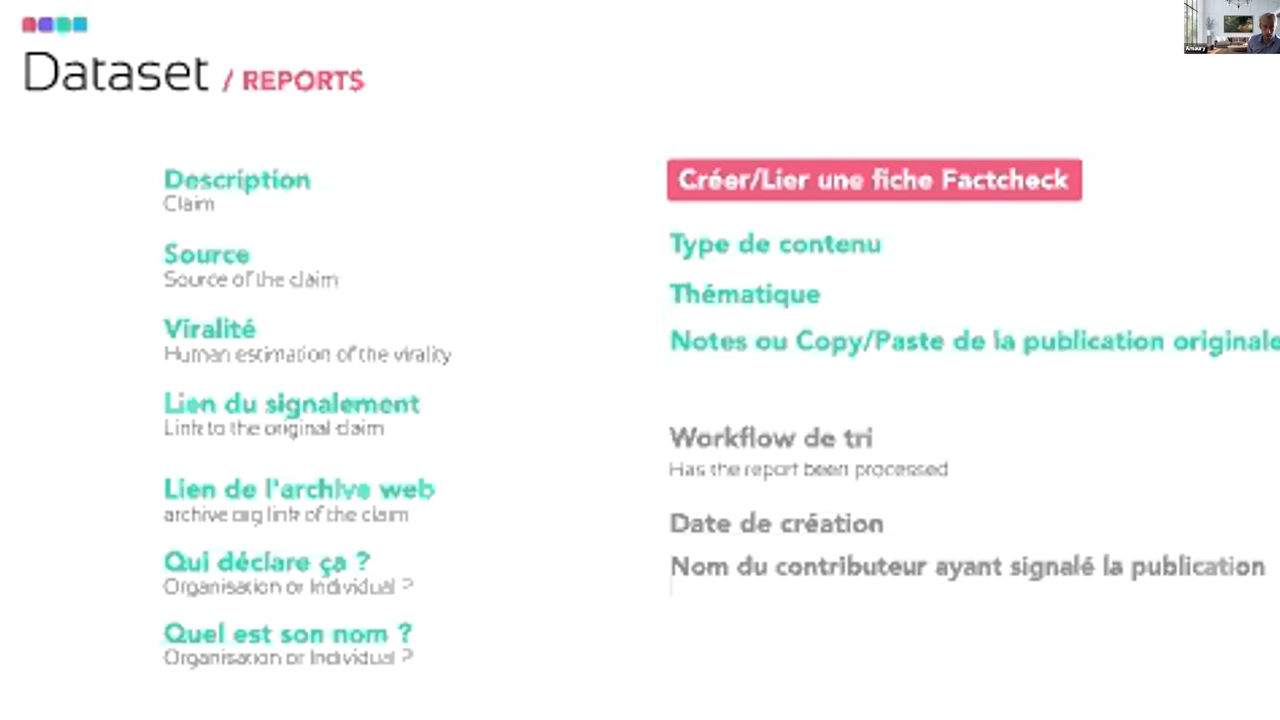 Dataset / REPORTS
Description
Claim
Source
Source of the claim
Viralité
Human estimation of the virality
Lien du signalement
Link to the original claim
Lien de l'archive web
archive.org link of the claim
Qui déclare ça ?
Organisation or Individual ?
Quel est son nom ?
Organisation or Individual ?
Créer/Lier une fiche Factcheck
Type de contenu
Thématique
Notes ou Copy/Paste de la publication originale
Workflow de tri
Has the report been processed
Date de création
Nom du contributeur ayant signalé la publication
Amaury